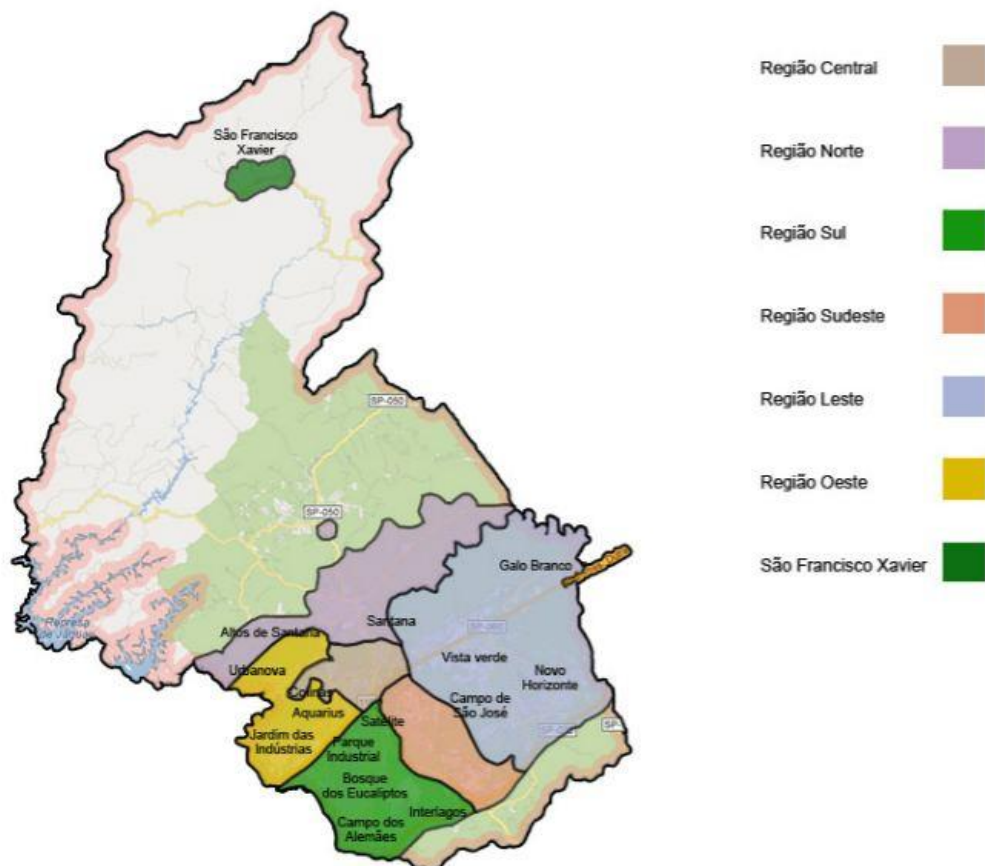 São Francisco
Xavier
SP-050
SP-050
Galo Branco
Santana
Altos de Santana
Urbanova
Vista verde
Novo
Horizonte
Colinas
Aquarius
Campo de
São José
Satélite
Jardim das
Indústrias
Parque
Industrial
Bosque
dos Eucaliptos
Interlagos
Campo dos
Alemães
Represa
Região Central
Região Norte
Região Sul
Região Sudeste
Região Leste
Região Oeste
São Francisco Xavier